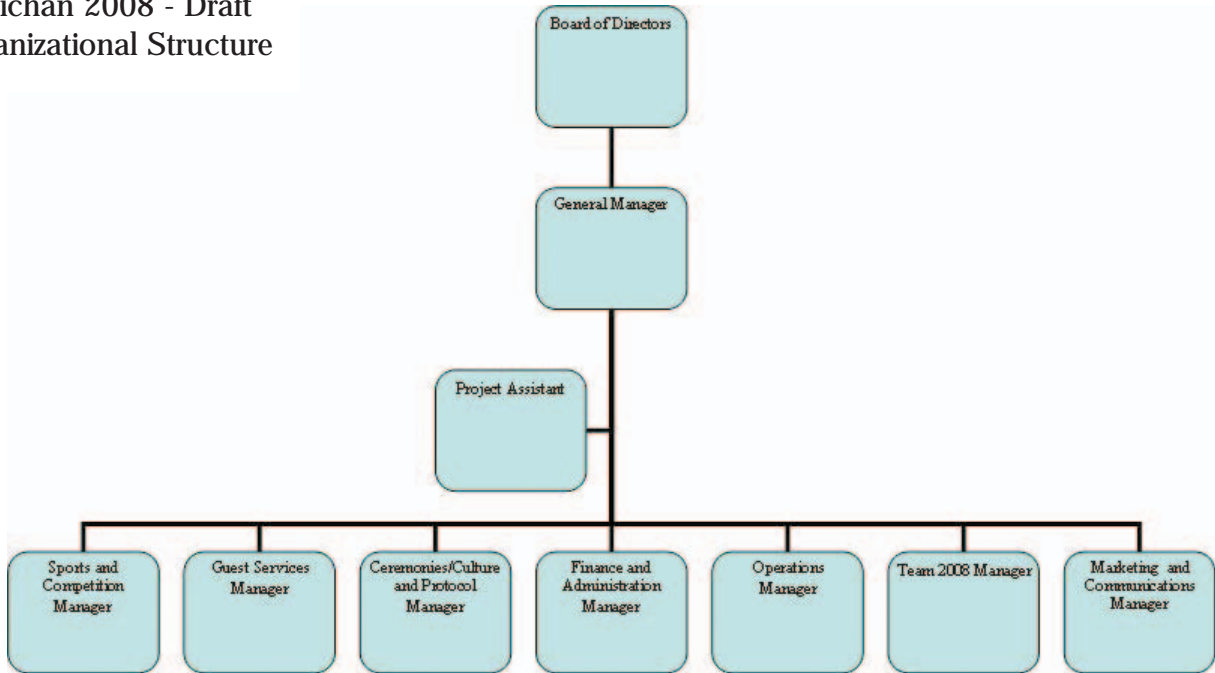 ichan 2008 - Draft
anizational Structure
Board of Directors
General Manager
Project Assistant
Sports and
Competition
Manager
Guest Services
Manager
Ceremonies/Culture
and Protocol
Manager
Finance and
Administration
Manager
Operations
Manager
Team 2008 Manager
Marketing and
Communications
Manager